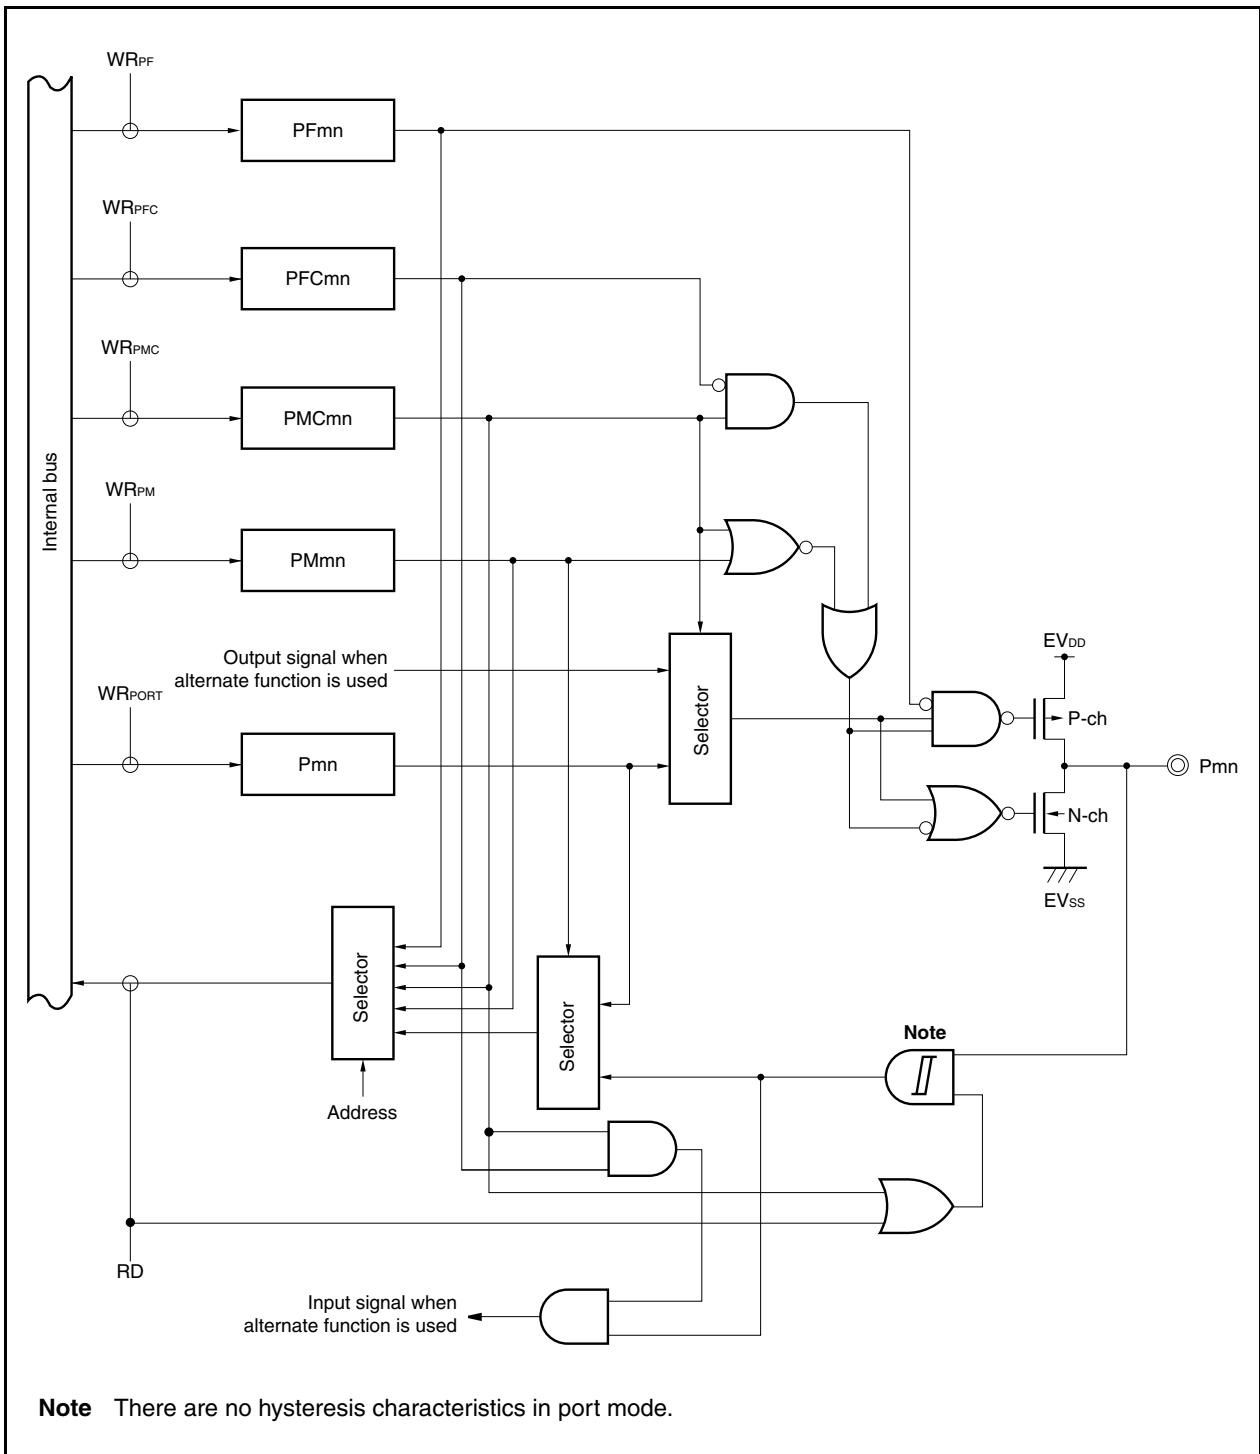 WRPF
PFmn
WRPFC
PFCmn
WRPMC
PMCmn
Internal bus
WRPM
PMmn
Output signal when
alternate function is used
WRPORT
Pmn
Selector
EVDD
P-ch
Pmn
N-ch
EVSS
Selector
Selector
Note
Address
RD
Input signal when
alternate function is used
Note There are no hysteresis characteristics in port mode.